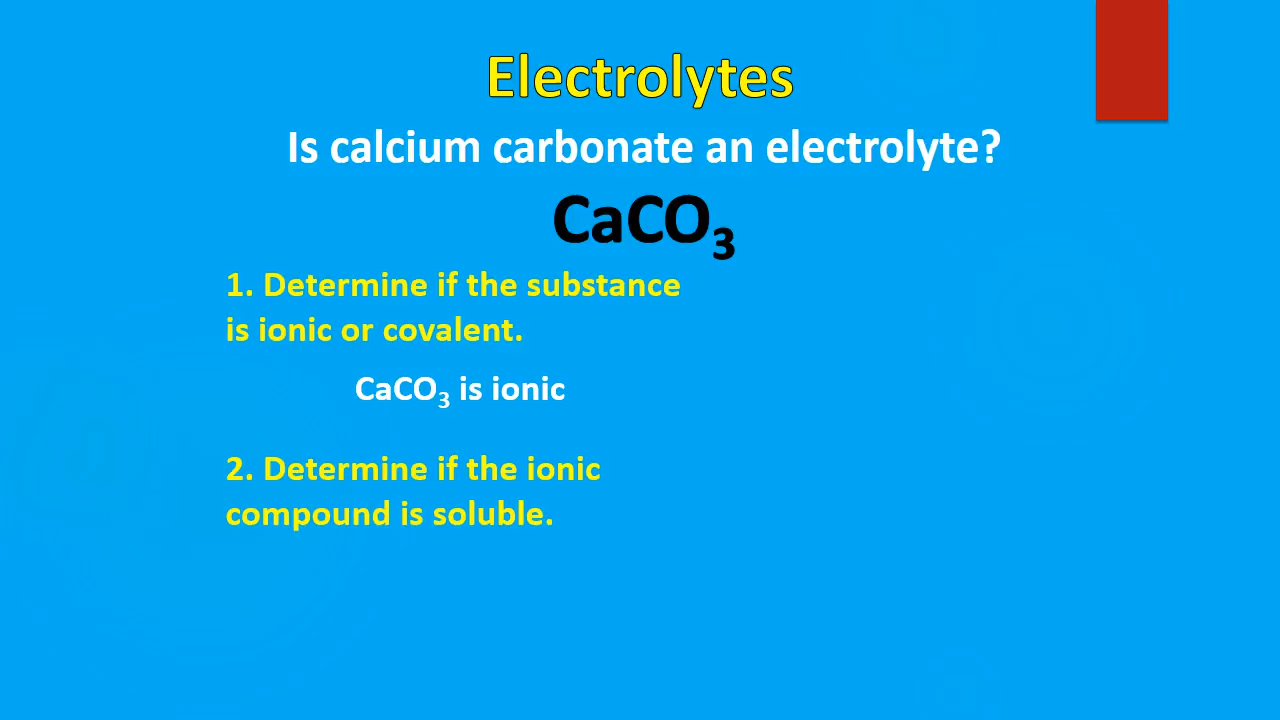 Electrolytes
Is calcium carbonate an electrolyte?
CaCO₃
1. Determine if the substance
is ionic or covalent.
CaCO₃ is ionic
2. Determine if the ionic
compound is soluble.